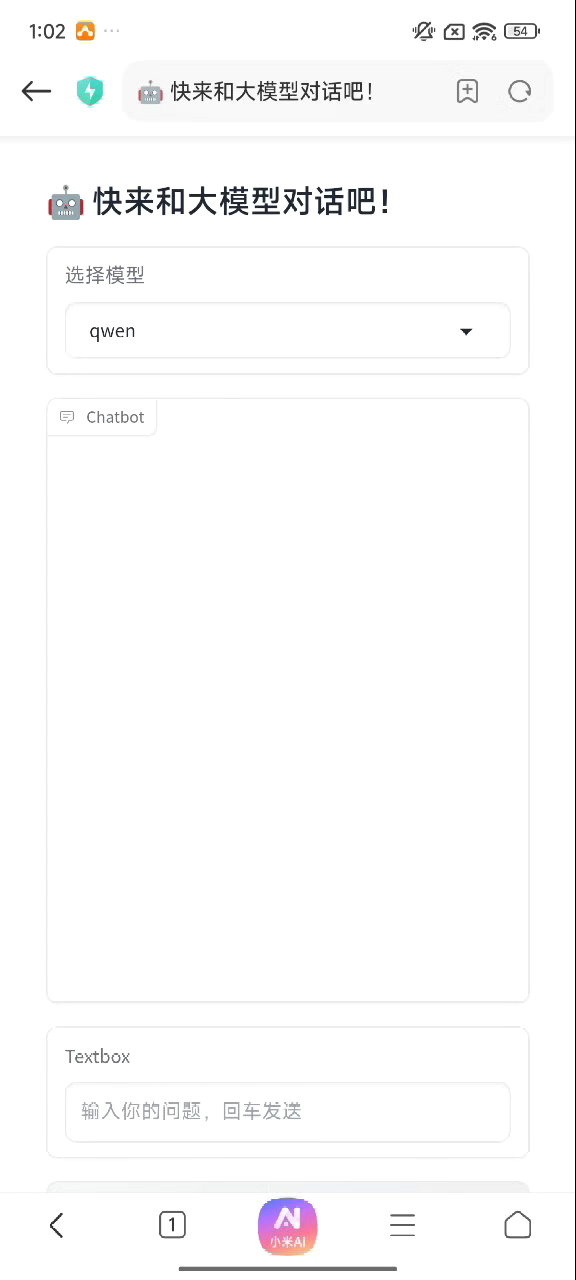 1:02
54
快来和大模型对话吧！
快来和大模型对话吧！
选择模型
qwen
Chatbot
Textbox
输入你的问题，回车发送
1
小米AI